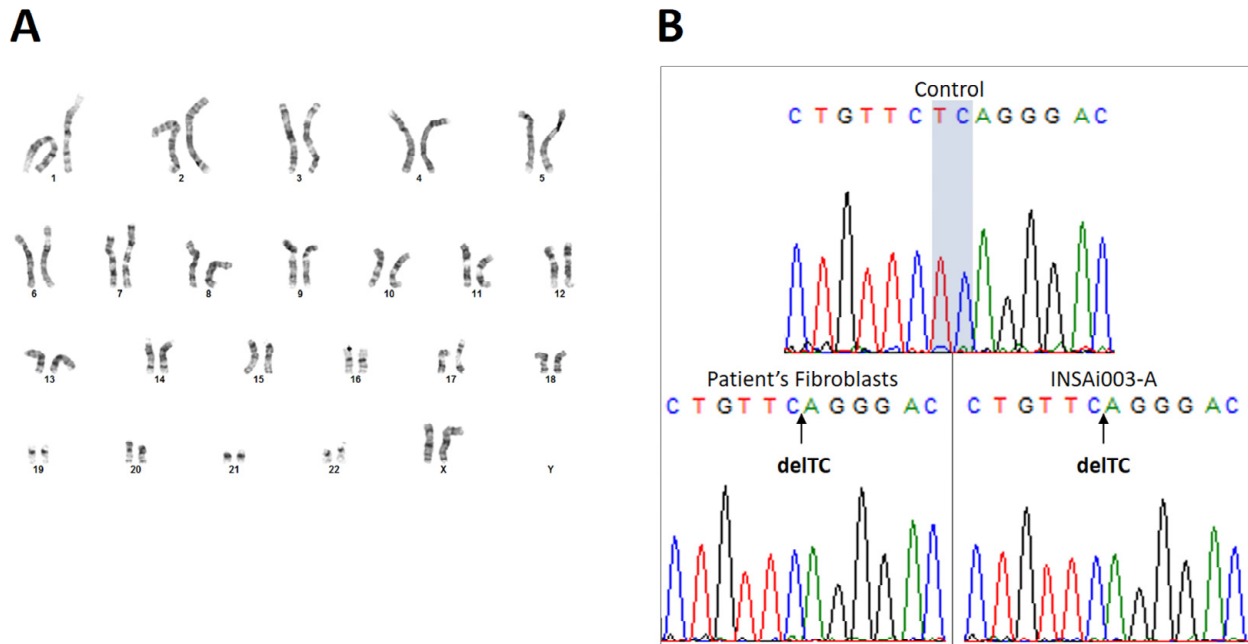 A
B
1 2 3 4 5
6 7 8 9 10 11 12
13 14 15 16 17 18
19 20 21 22 X Y
Control
C T G T T C T C A G G G A C
Patient's Fibroblasts
C T G T T C A G G G A C
delTC
INSAi003-A
C T G T T C A G G G A C
delTC